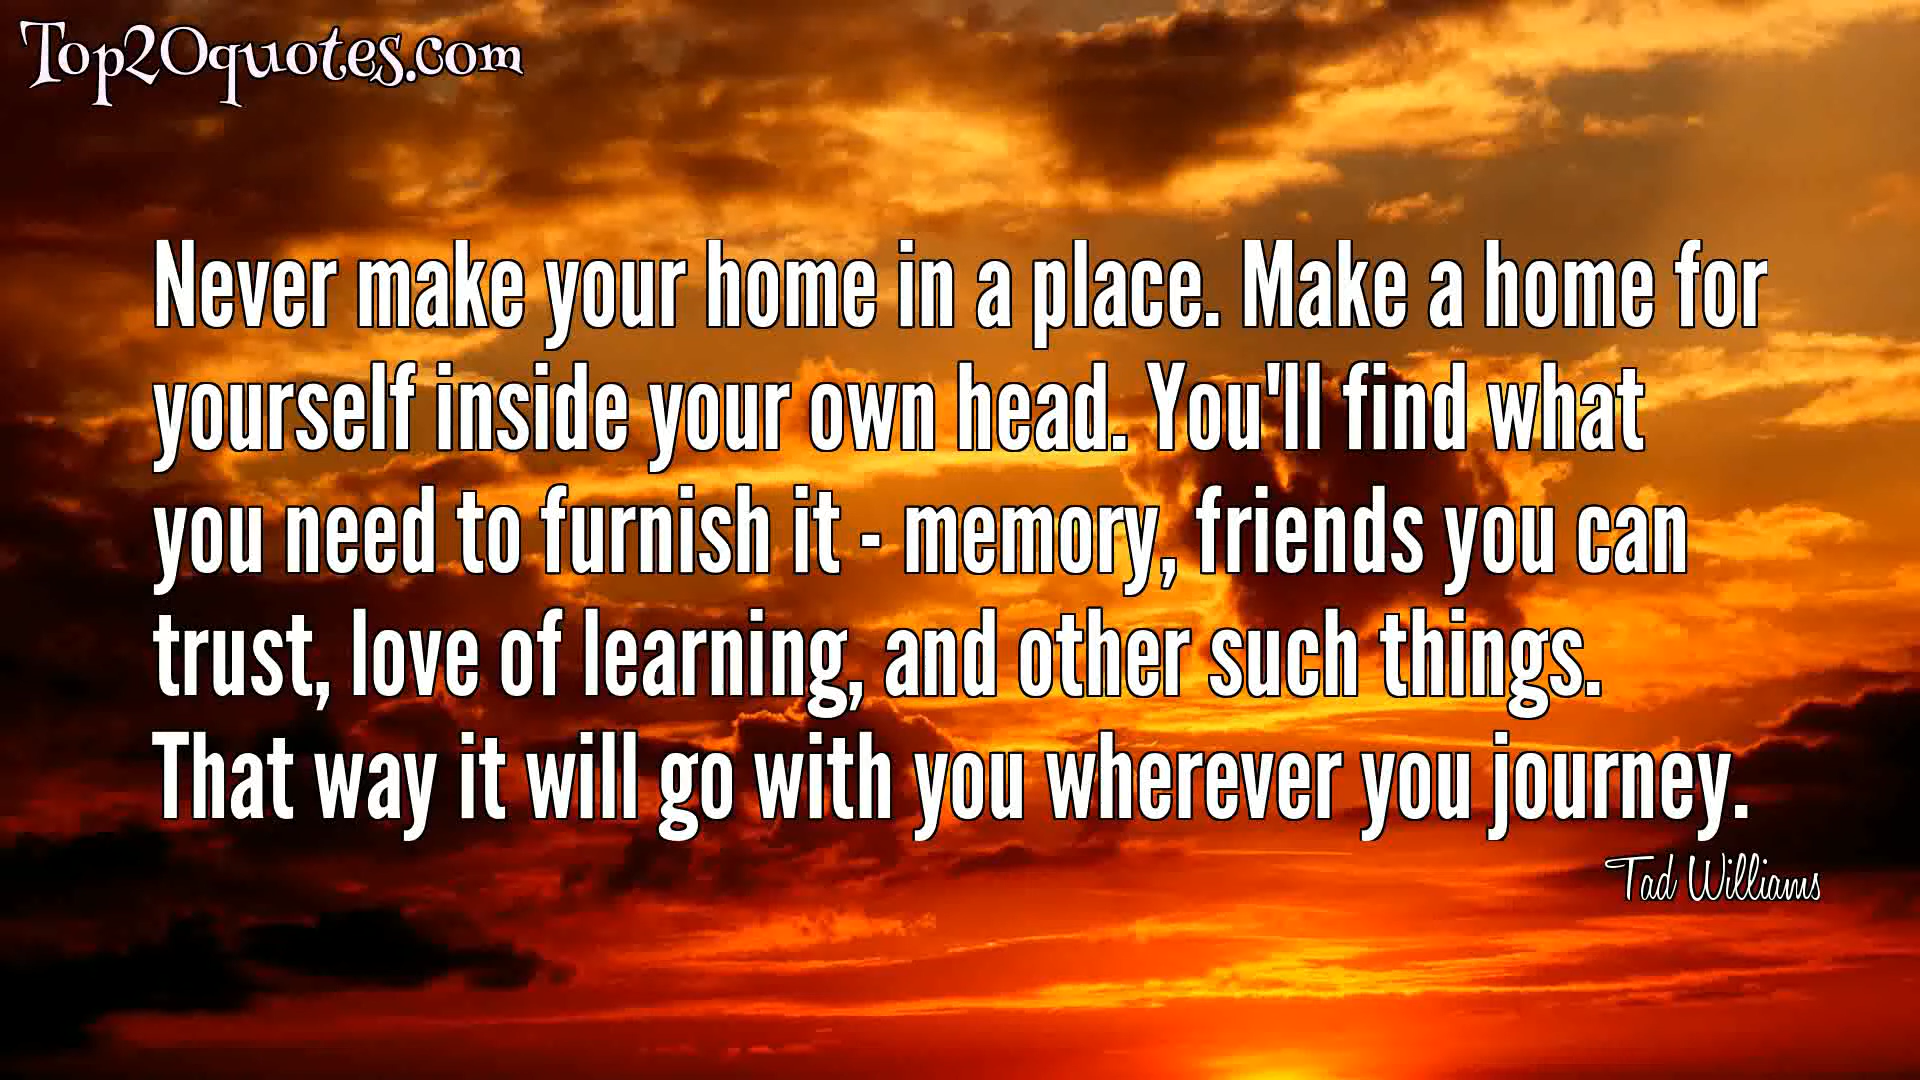 Top20quotes.com
Never make your home in a place. Make a home for
yourself inside your own head. You'll find what
you need to furnish it - memory, friends you can
trust, love of learning, and other such things.
That way it will go with you wherever you journey.
Tad Williams